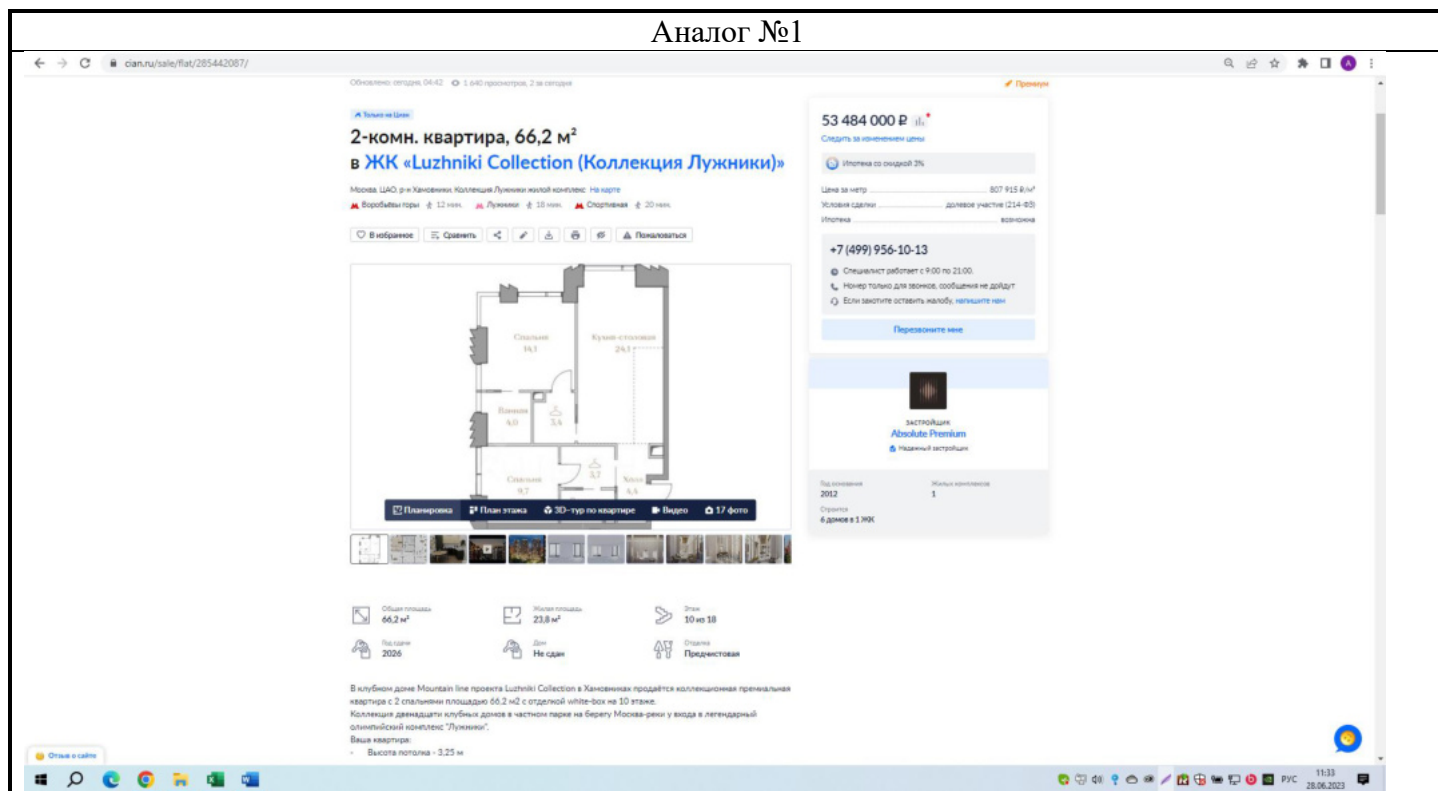 Аналог №1
cian.ru/sale/flat/285442087/
Обновлено: сегодня, 04:42 1 640 просмотров, 2 за сегодня
Премиум
Только на Циан
2-комн. квартира, 66,2 м²
в ЖК «Luzhniki Collection (Коллекция Лужники)»
Москва, ЦАО, р-н Хамовники, Коллекция Лужники жилой комплекс На карте
Воробьёвы горы 12 мин. Лужники 18 мин. Спортивная 20 мин.
В избранное Сравнить Пожаловаться
53 484 000 ₽
Следить за изменением цены
Ипотека со скидкой 3%
Цена за метр 807 915 ₽/м²
Условия сделки долевое участие (214-ФЗ)
Ипотека возможна
+7 (499) 956-10-13
Специалист работает с 9:00 по 21:00.
Номер только для звонков, сообщения не дойдут
Если захотите оставить жалобу, напишите нам
Перезвоните мне
ЗАСТРОЙЩИК
Absolute Premium
Надежный застройщик
Год основания Жилых комплексов
2012 1
Строится
6 домов в 1 ЖК
Спальня
14,1
Кухня-столовая
24,1
Ванная
4,0
3,4
Спальня
9,7
3,7
Холл
4,4
Планировка План этажа 3D-тур по квартире Видео 17 фото
Общая площадь Жилая площадь Этаж
66,2 м² 23,8 м² 10 из 18
Год сдачи Дом Отделка
2026 Не сдан Предчистовая
В клубном доме Mountain line проекта Luzhniki Collection в Хамовниках продаётся коллекционная премиальная
квартира с 2 спальнями площадью 66,2 м2 с отделкой white-box на 10 этаже.
Коллекция двенадцати клубных домов в частном парке на берегу Москва-реки у входа в легендарный
олимпийский комплекс "Лужники".
Ваша квартира:
- Высота потолка - 3,25 м
Отзыв о сайте
РУС 11:33
28.06.2023